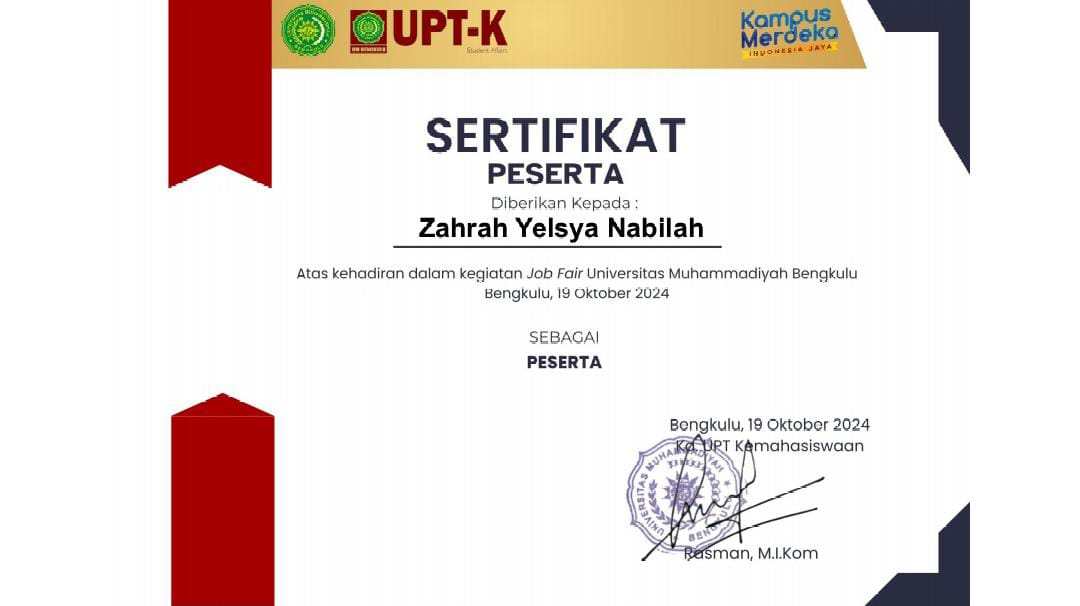 UPT-K
Student Affairs
UM BENGKULU
Kampus
Merdeka
INDONESIA JAYA
SERTIFIKAT
PESERTA
Diberikan Kepada :
Zahrah Yelsya Nabilah
Atas kehadiran dalam kegiatan Job Fair Universitas Muhammadiyah Bengkulu
Bengkulu, 19 Oktober 2024
SEBAGAI
PESERTA
Bengkulu, 19 Oktober 2024
Ka. UPT Kemahasiswaan
UNIVERSITAS MUHAMMADIYAH
BENGKULU
Rasman, M.I.Kom